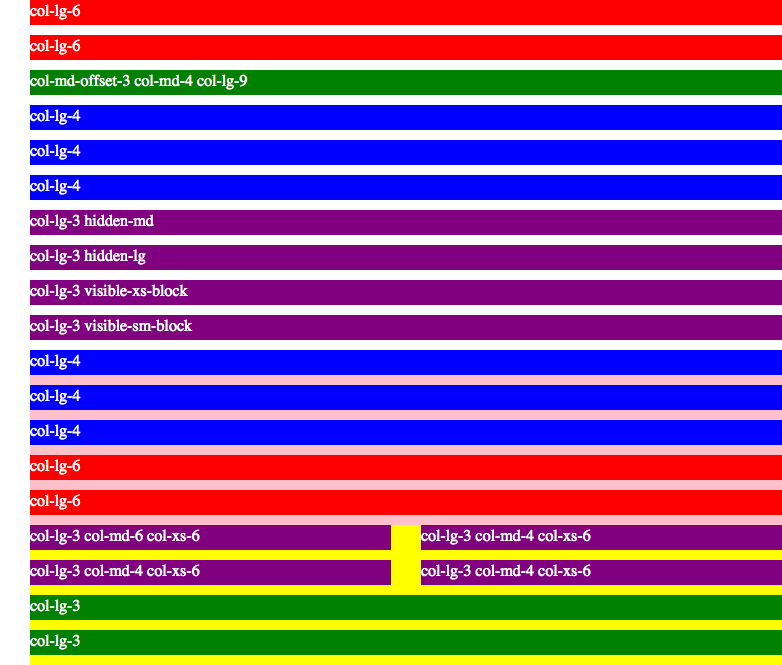 col-lg-6
col-lg-6
col-md-offset-3 col-md-4 col-lg-9
col-lg-4
col-lg-4
col-lg-4
col-lg-3 hidden-md
col-lg-3 hidden-lg
col-lg-3 visible-xs-block
col-lg-3 visible-sm-block
col-lg-4
col-lg-4
col-lg-4
col-lg-6
col-lg-6
col-lg-3 col-md-6 col-xs-6 col-lg-3 col-md-4 col-xs-6
col-lg-3 col-md-4 col-xs-6 col-lg-3 col-md-4 col-xs-6
col-lg-3
col-lg-3